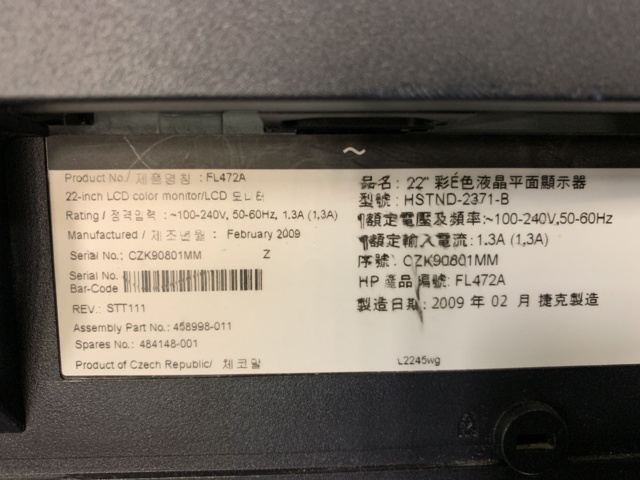 Product No./ 제품명칭 : FL472A
22-inch LCD color monitor/LCD 모니터
Rating / 정격입력 : ~100-240V, 50-60Hz, 1.3A (1,3A)
Manufactured / 제조년월 : February 2009
Serial No.: CZK90801MM Z
Serial No.
Bar-Code
REV.: STT111
Assembly Part No.: 458998-011
Spares No.: 484148-001
Product of Czech Republic/ 체코말
~
品名: 22" 彩É色液晶平面顯示器
型號: HSTND-2371-B
¶額定電壓及頻率:~100-240V,50-60Hz
¶額定輸入電流: 1.3A (1,3A)
序號: CZK90801MM
HP 產品 編號: FL472A
製造日期: 2009 年 02 月 捷克製造
L2245wg